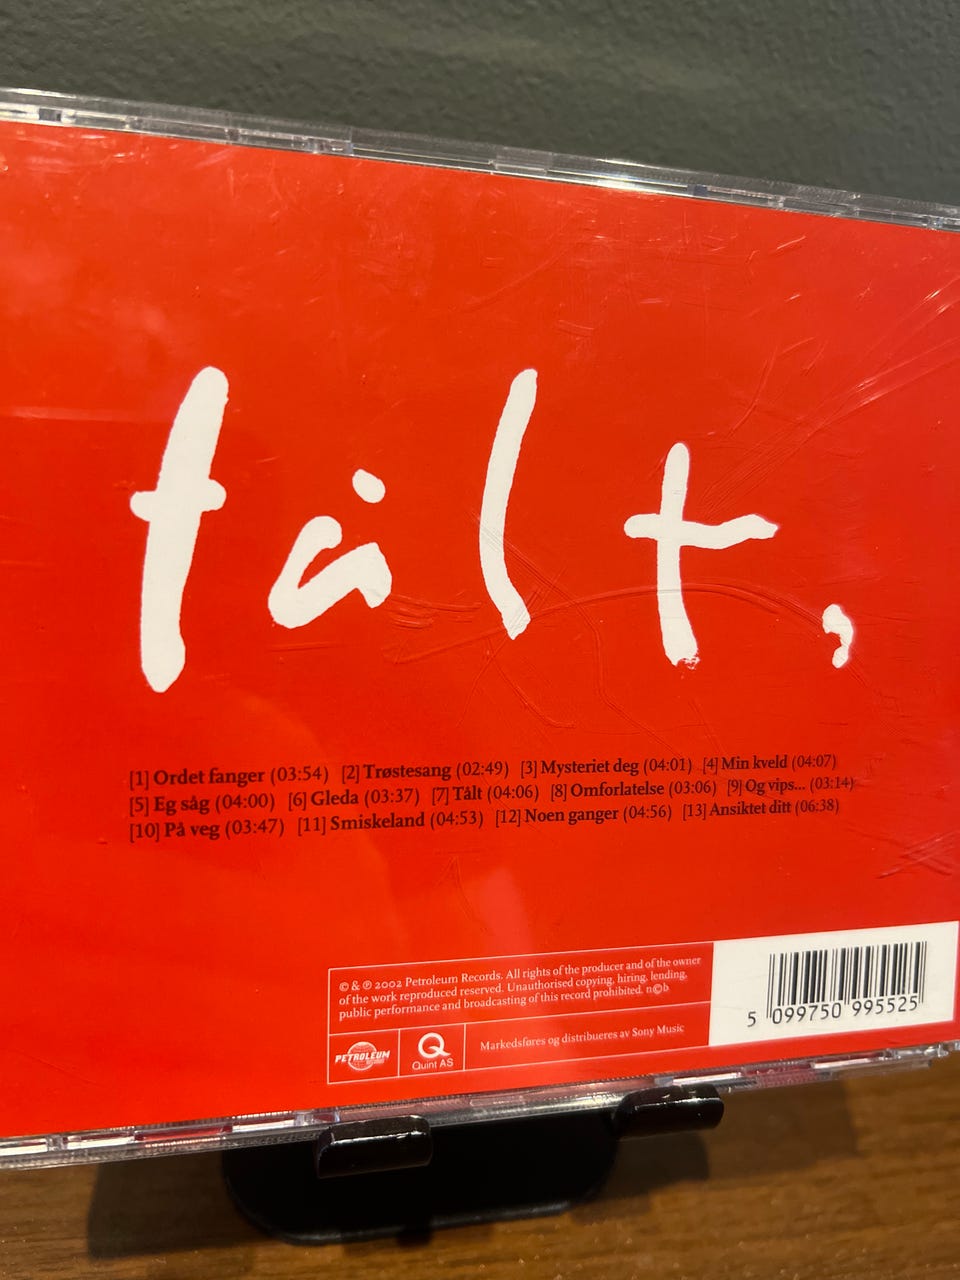 tålt,
[1] Ordet fanger (03:54) [2] Trøstesang (02:49) [3] Mysteriet deg (04:01) [4] Min kveld (04:07)
[5] Eg såg (04:00) [6] Gleda (03:37) [7] Tålt (04:06) [8] Omforlatelse (03:06) [9] Og vips... (03:14)
[10] På veg (03:47) [11] Smiskeland (04:53) [12] Noen ganger (04:56) [13] Ansiktet ditt (06:38)
© & ℗ 2002 Petroleum Records. All rights of the producer and of the owner
of the work reproduced reserved. Unauthorised copying, hiring, lending,
public performance and broadcasting of this record prohibited. n©b
PETROLEUM
RECORDS
Q
Quint AS
Markedsføres og distribueres av Sony Music
5 099750 995525